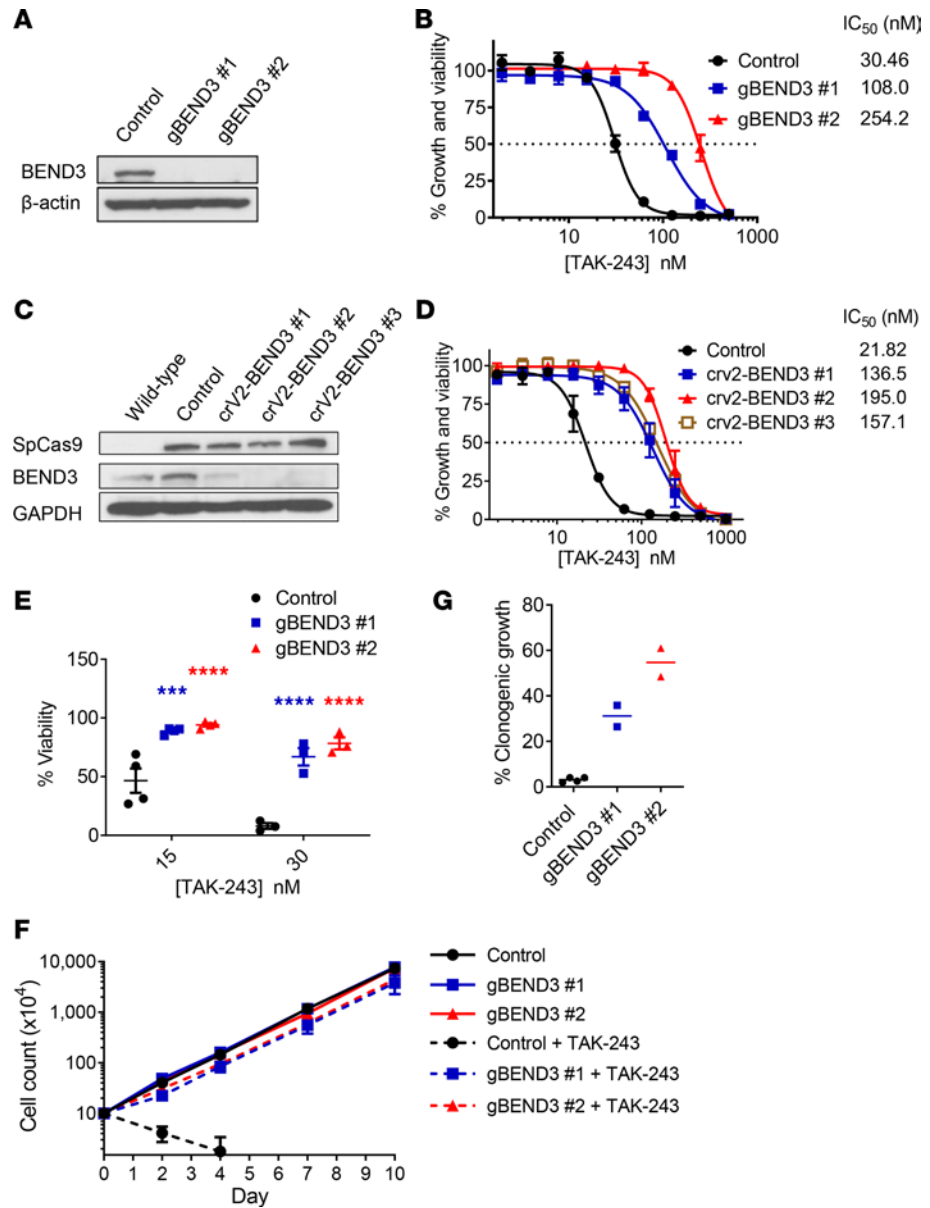 A
Control
gBEND3 #1
gBEND3 #2
BEND3
β-actin
B
IC50 (nM)
Control 30.46
gBEND3 #1 108.0
gBEND3 #2 254.2
% Growth and viability
100
75
50
25
0
10 100 1000
[TAK-243] nM
C
Wild-type
Control
crV2-BEND3 #1
crV2-BEND3 #2
crV2-BEND3 #3
SpCas9
BEND3
GAPDH
D
IC50 (nM)
Control 21.82
crv2-BEND3 #1 136.5
crv2-BEND3 #2 195.0
crv2-BEND3 #3 157.1
% Growth and viability
100
75
50
25
0
10 100 1000
[TAK-243] nM
E
Control
gBEND3 #1
gBEND3 #2
% Viability
150
100
50
0
*** ****
**** ****
15 30
[TAK-243] nM
G
% Clonogenic growth
80
60
40
20
0
Control
gBEND3 #1
gBEND3 #2
F
Cell count (x10⁴)
10,000
1,000
100
10
0 1 2 3 4 5 6 7 8 9 10
Day
Control
gBEND3 #1
gBEND3 #2
Control + TAK-243
gBEND3 #1 + TAK-243
gBEND3 #2 + TAK-243